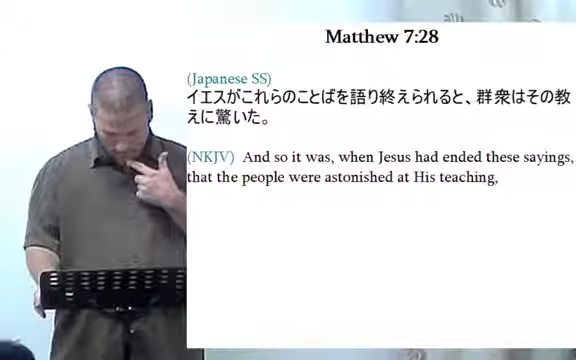 Matthew 7:28
(Japanese SS)
イエスがこれらのことばを語り終えられると、群衆はその教
えに驚いた。
(NKJV) And so it was, when Jesus had ended these sayings,
that the people were astonished at His teaching,